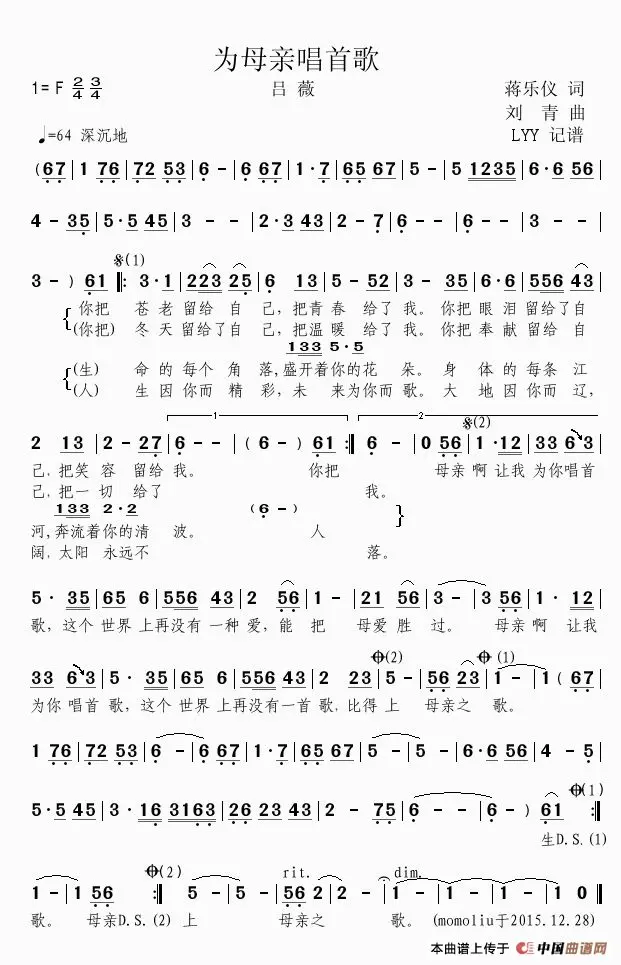 为母亲唱首歌
1= F 2/4 3/4
吕 薇
蒋乐仪 词
刘 青 曲
♩=64 深沉地
LYY 记谱
(67|1 76|72 53|6 -|6 67|1·7|65 67|5 -|5 1235|6·6 56|
4 - 35|5·5 45|3 - -|2·3 43|2 - 7|6 - -|6 - -|3 - -|
𝄋(1)
3 - ) 61|: 3·1|223 25|6 13|5 - 52|3 - 35|6·6|556 43|
你把 苍老 留给 自 己,把青春 给了 我。你把眼 泪 留给了自
(你把) 冬天 留给了自 己,把温暖 给了 我。你把奉 献 留给 自
133 5·5
(生) 命的 每个 角 落,盛开着你的花 朵。身 体 的每条 江
(人) 生因 你而 精 彩,未 来为你而 歌。大 地 因你而 辽,
1 2 𝄋(2)
2 13|2 - 27|6 -|( 6 - )|61 :|6 -|0 56|1·12|33 63|
己.把笑 容 留给 我。 你把 母亲 啊 让我 为你唱首
己.把一 切 给了 我。
133 2·2 (6 -)
河,奔流着你的清 波。 人
阔,太阳 永远不 落。
5· 35|65 6|556 43|2 56|1 -|21 56|3 -|3 56|1· 12|
歌,这个 世界 上再没有 一种 爱,能 把 母爱 胜 过。 母亲 啊 让我
𝄌(2) 𝄌(1)
33 63|5· 35|65 6|556 43|2 23|5 -|56 23|1 -|1 (67|
为你 唱首 歌,这个 世界 上再没有一首 歌.比得 上 母亲之 歌。
1 76|72 53|6 -|6 67|1·7|65 67|5 -|5 -|6·6 56|4 - 5|
5·5 45|3· 16|3163|26 23 43|2 - 75|6 - -|6 - )|61 :|
𝄌(1)
生D.S.(1)
𝄌(2) rit. dim.
1 -|1 56 :|5 -|5 -|56 2|2 -|1 -|1 -|1 -|1 0‖
歌。 母亲D.S.(2) 上 母亲之 歌。(momoliu于2015.12.28)
本曲谱上传于 中国曲谱网